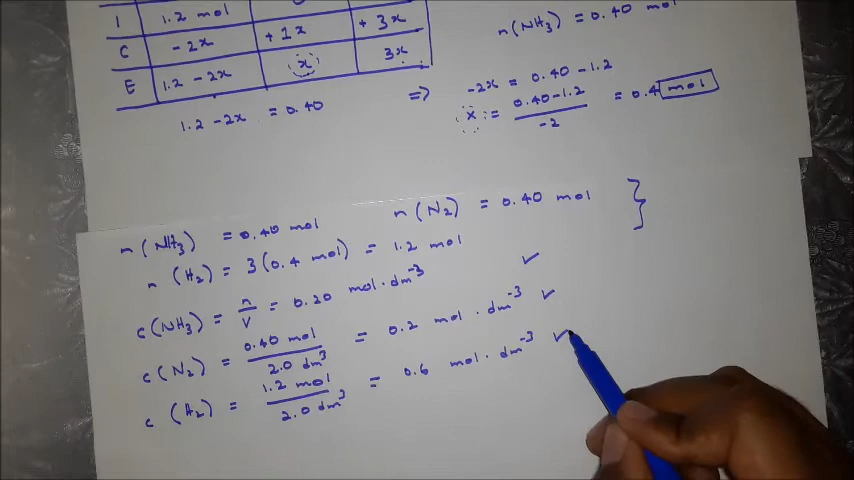 I 1.2 mol
C - 2x + 1x + 3x
E 1.2 - 2x x 3x
1.2 - 2x = 0.40 =>
n(NH3) = 0.40 mol
-2x = 0.40 - 1.2
x = 0.40 - 1.2 / -2 = 0.4 mol
n(NH3) = 0.40 mol n(N2) = 0.40 mol }
n(H2) = 3(0.4 mol) = 1.2 mol
c(NH3) = n/V = 0.20 mol·dm-3 ✓
c(N2) = 0.40 mol / 2.0 dm3 = 0.2 mol·dm-3 ✓
c(H2) = 1.2 mol / 2.0 dm3 = 0.6 mol·dm-3 ✓